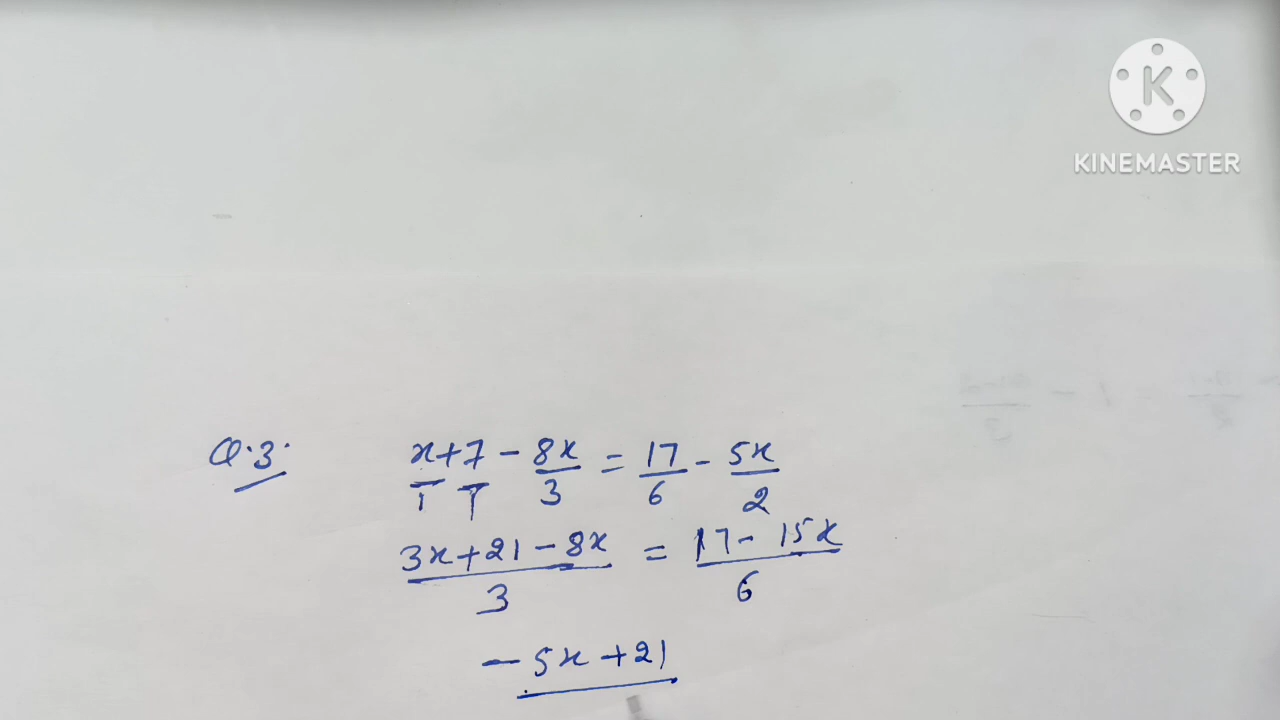 KINEMASTER
Q.3. x/1 + 7/1 - 8x/3 = 17/6 - 5x/2
(3x+21-8x)/3 = (17-15x)/6
-5x+21